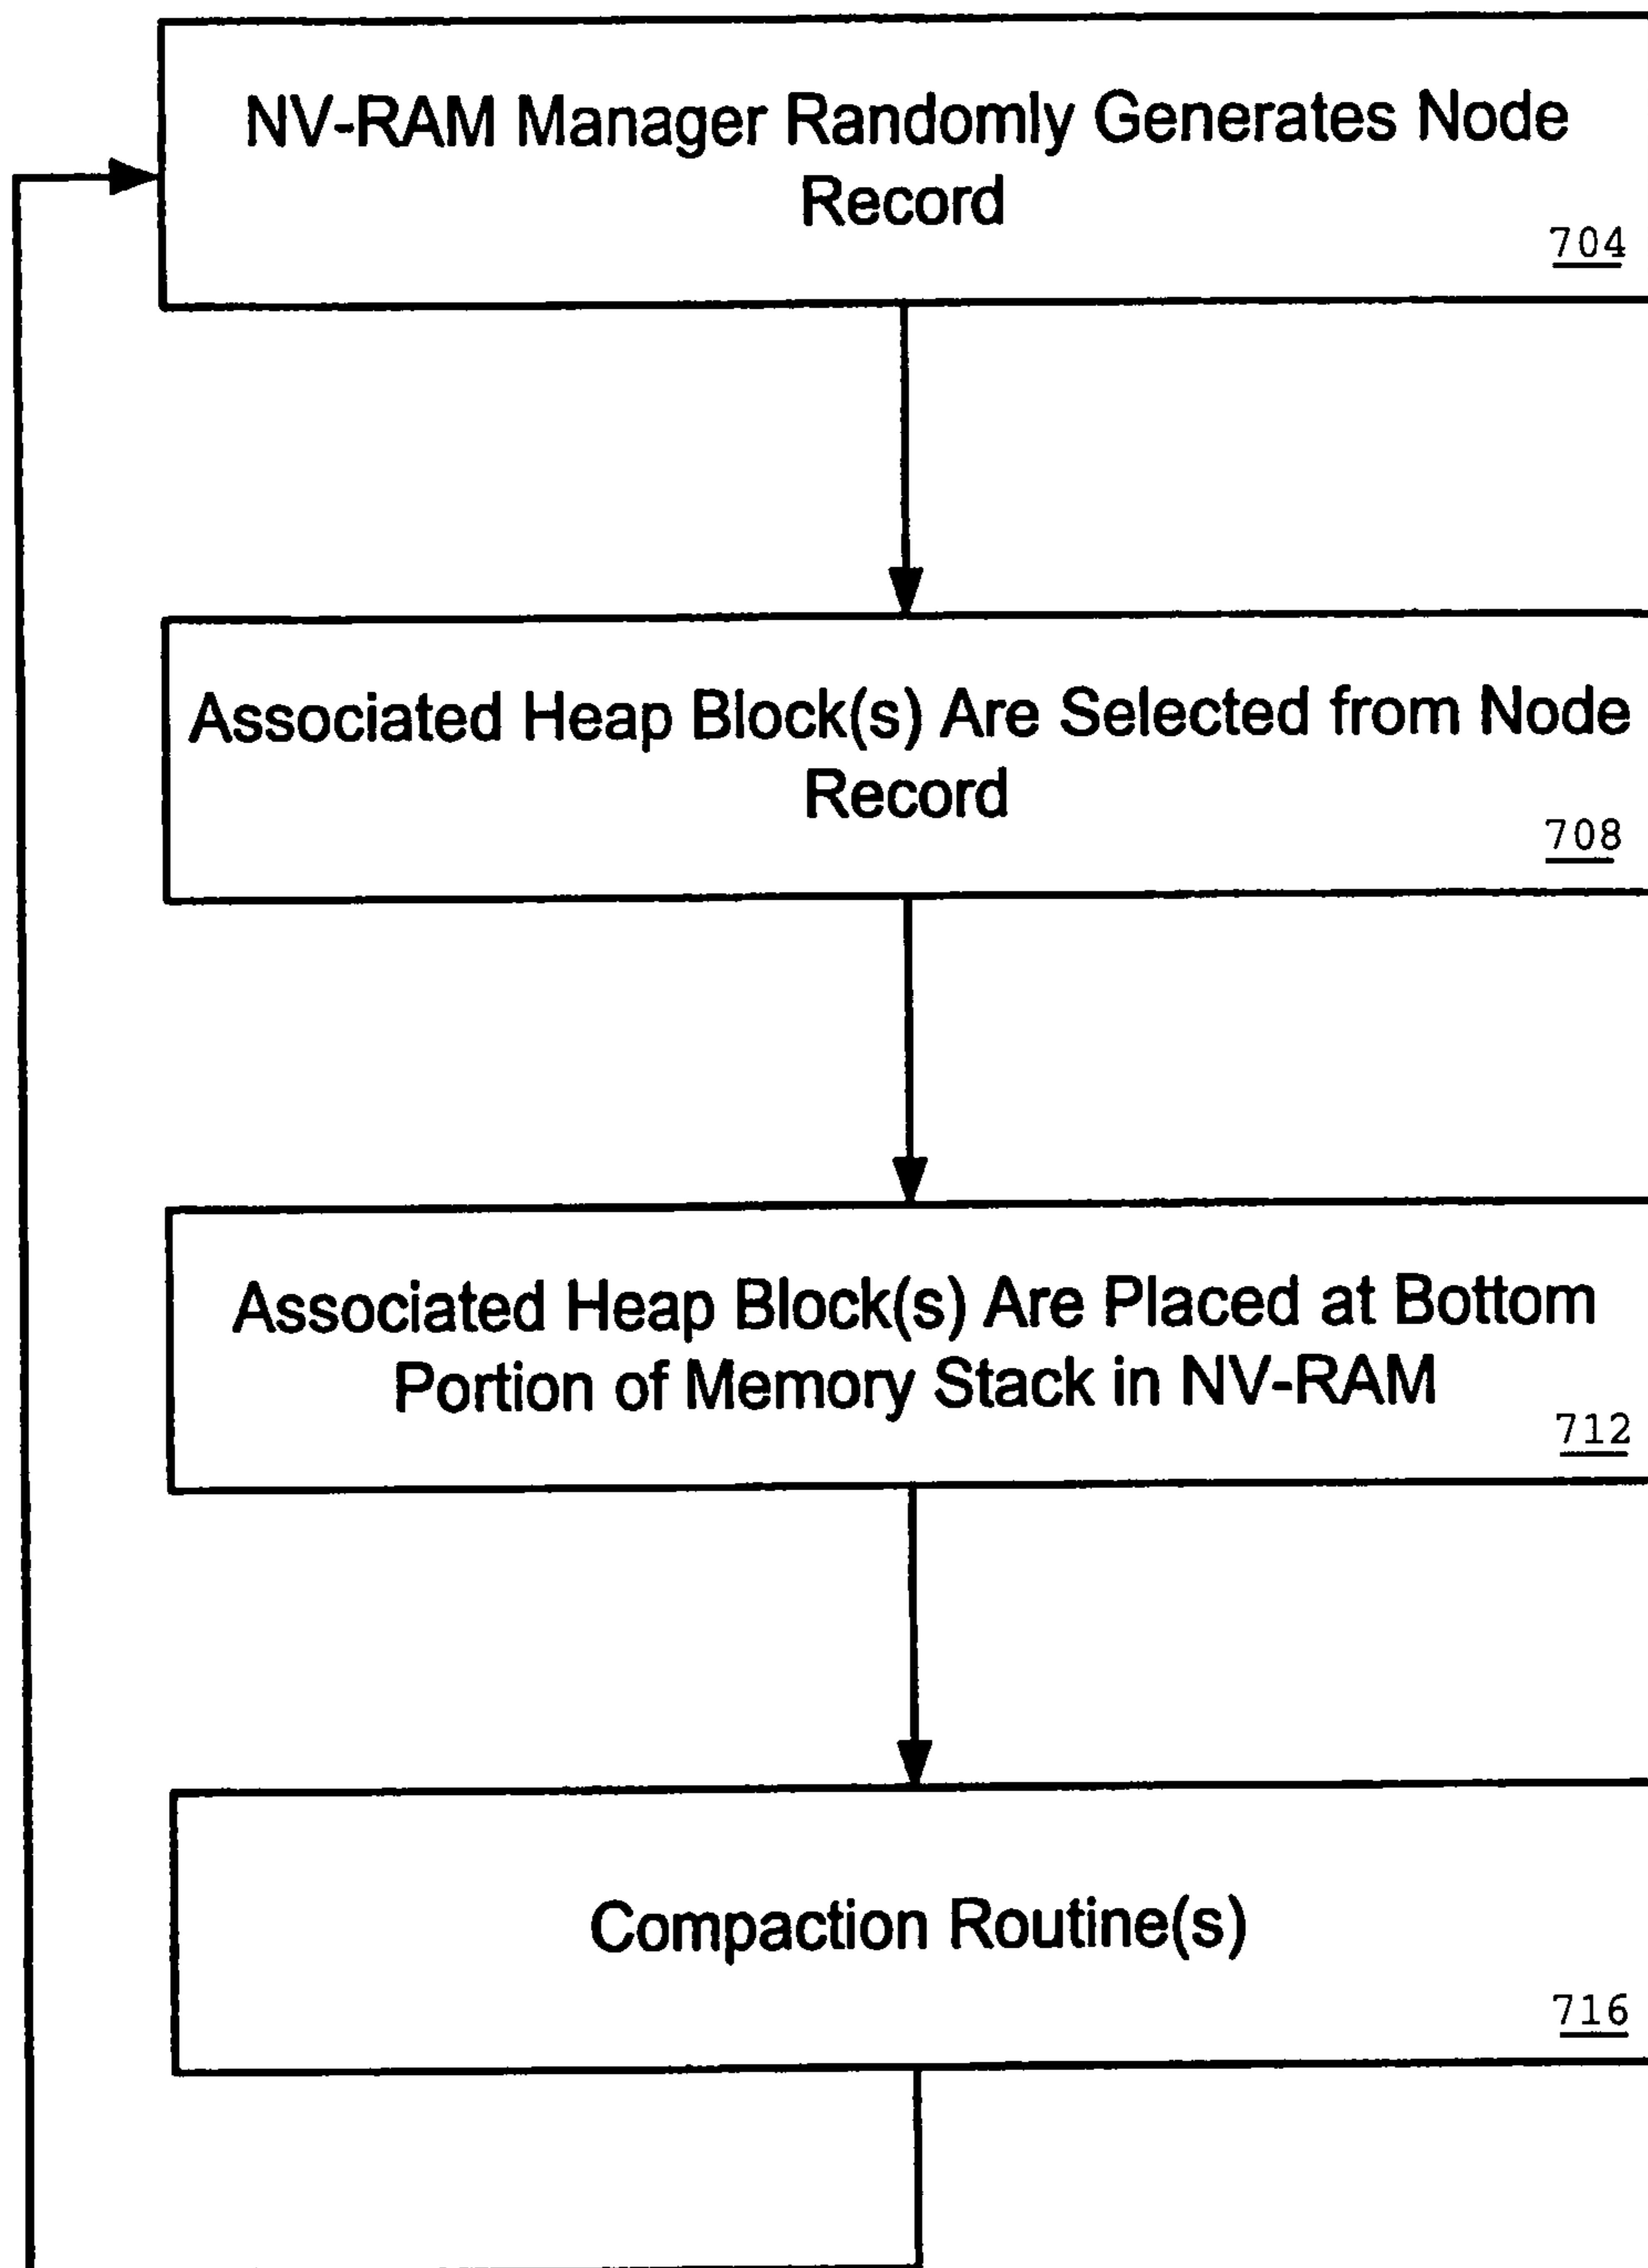 NV-RAM Manager Randomly Generates Node
Record
704
Associated Heap Block(s) Are Selected from Node
Record
708
Associated Heap Block(s) Are Placed at Bottom
Portion of Memory Stack in NV-RAM
712
Compaction Routine(s)
716